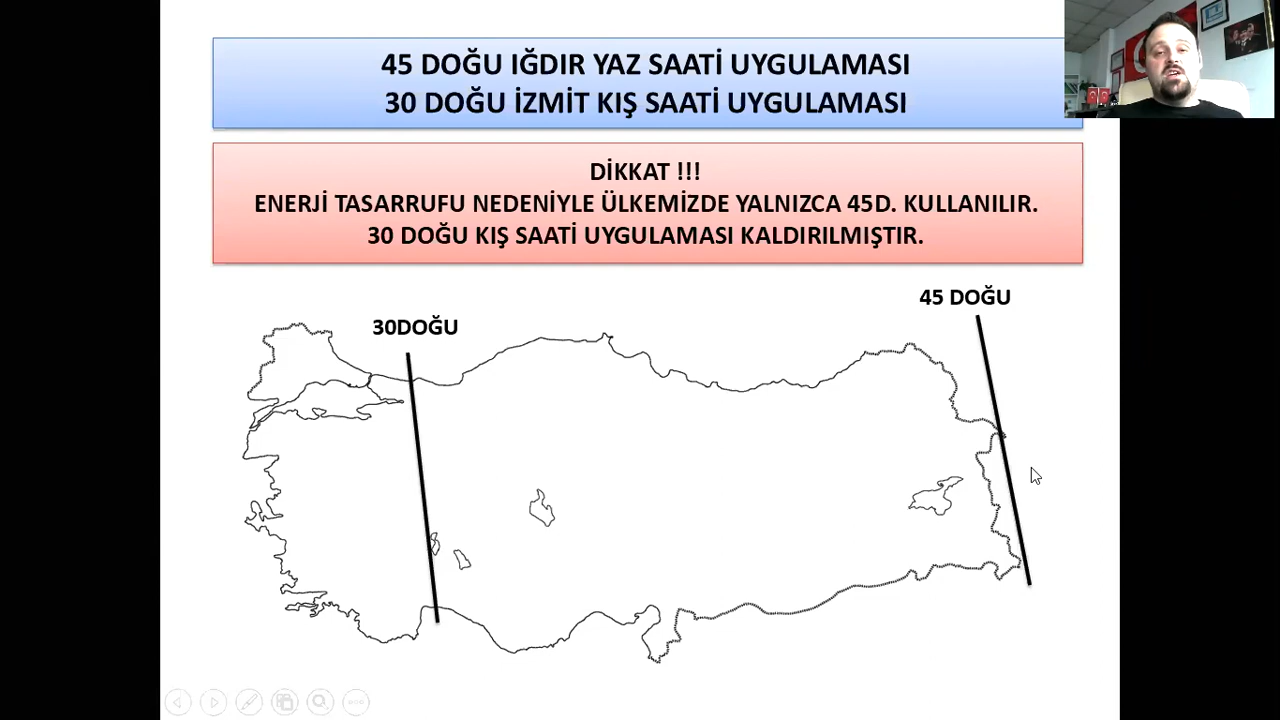 45 DOĞU IĞDIR YAZ SAATİ UYGULAMASI
30 DOĞU İZMİT KIŞ SAATİ UYGULAMASI
DİKKAT !!!
ENERJİ TASARRUFU NEDENİYLE ÜLKEMİZDE YALNIZCA 45D. KULLANILIR.
30 DOĞU KIŞ SAATİ UYGULAMASI KALDIRILMIŞTIR.
45 DOĞU
30DOĞU